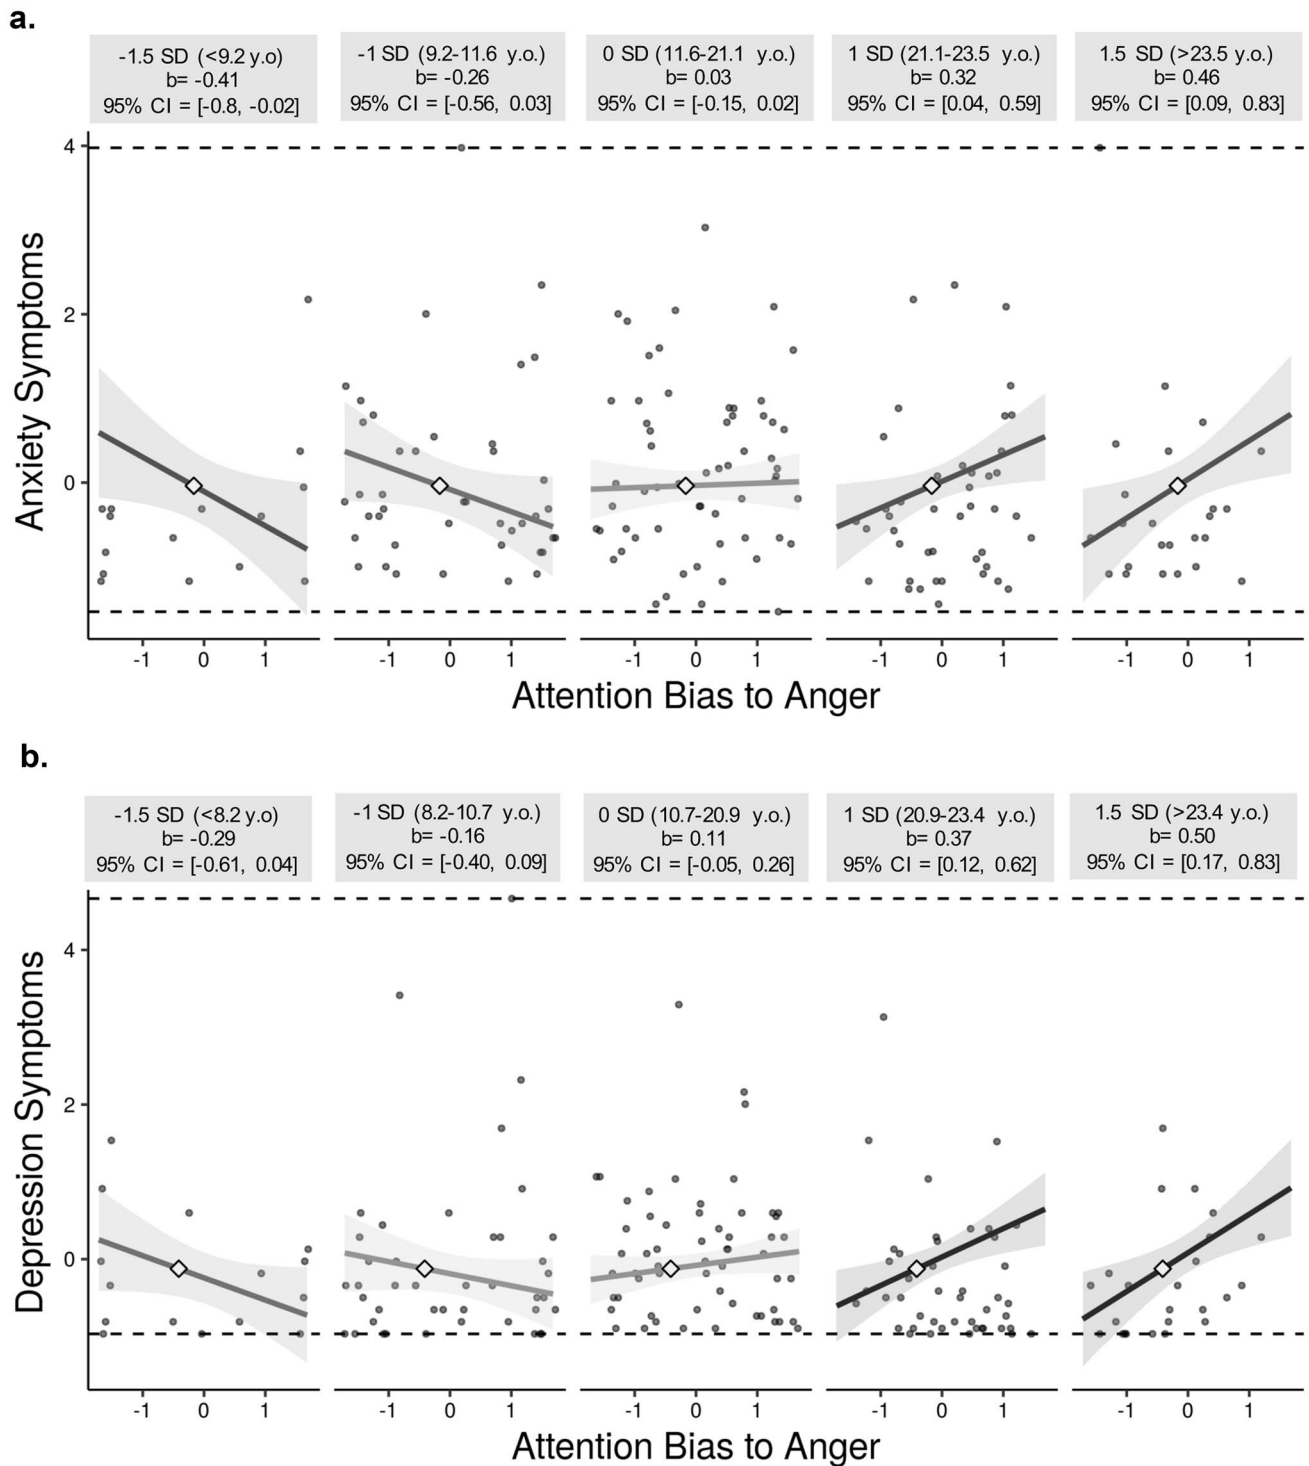 a.
-1.5 SD (<9.2 y.o)
b= -0.41
95% CI = [-0.8, -0.02]
-1 SD (9.2-11.6 y.o.)
b= -0.26
95% CI = [-0.56, 0.03]
0 SD (11.6-21.1 y.o.)
b= 0.03
95% CI = [-0.15, 0.02]
1 SD (21.1-23.5 y.o.)
b= 0.32
95% CI = [0.04, 0.59]
1.5 SD (>23.5 y.o.)
b= 0.46
95% CI = [0.09, 0.83]
Anxiety Symptoms
4
2
0
-1 0 1
-1 0 1
-1 0 1
-1 0 1
-1 0 1
Attention Bias to Anger
b.
-1.5 SD (<8.2 y.o)
b= -0.29
95% CI = [-0.61, 0.04]
-1 SD (8.2-10.7 y.o.)
b= -0.16
95% CI = [-0.40, 0.09]
0 SD (10.7-20.9 y.o.)
b= 0.11
95% CI = [-0.05, 0.26]
1 SD (20.9-23.4 y.o.)
b= 0.37
95% CI = [0.12, 0.62]
1.5 SD (>23.4 y.o.)
b= 0.50
95% CI = [0.17, 0.83]
Depression Symptoms
4
2
0
-1 0 1
-1 0 1
-1 0 1
-1 0 1
-1 0 1
Attention Bias to Anger